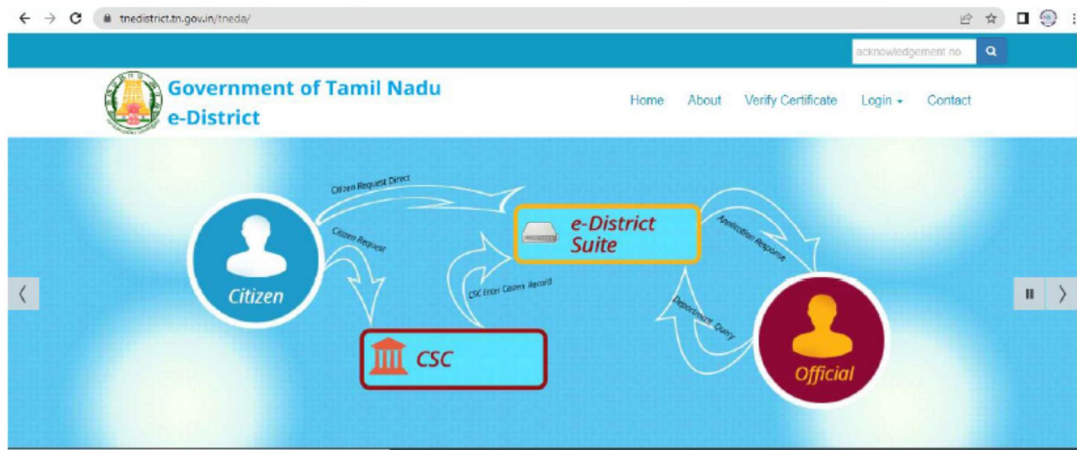 tnedistrict.tn.gov.in/tneda/
acknowledgement no
Government of Tamil Nadu
e-District
Home About Verify Certificate Login Contact
Citizen Request Direct
Citizen Request
e-District
Suite
Application Response
CSC Enter Citizen Record
Department Query
Citizen
CSC
Official